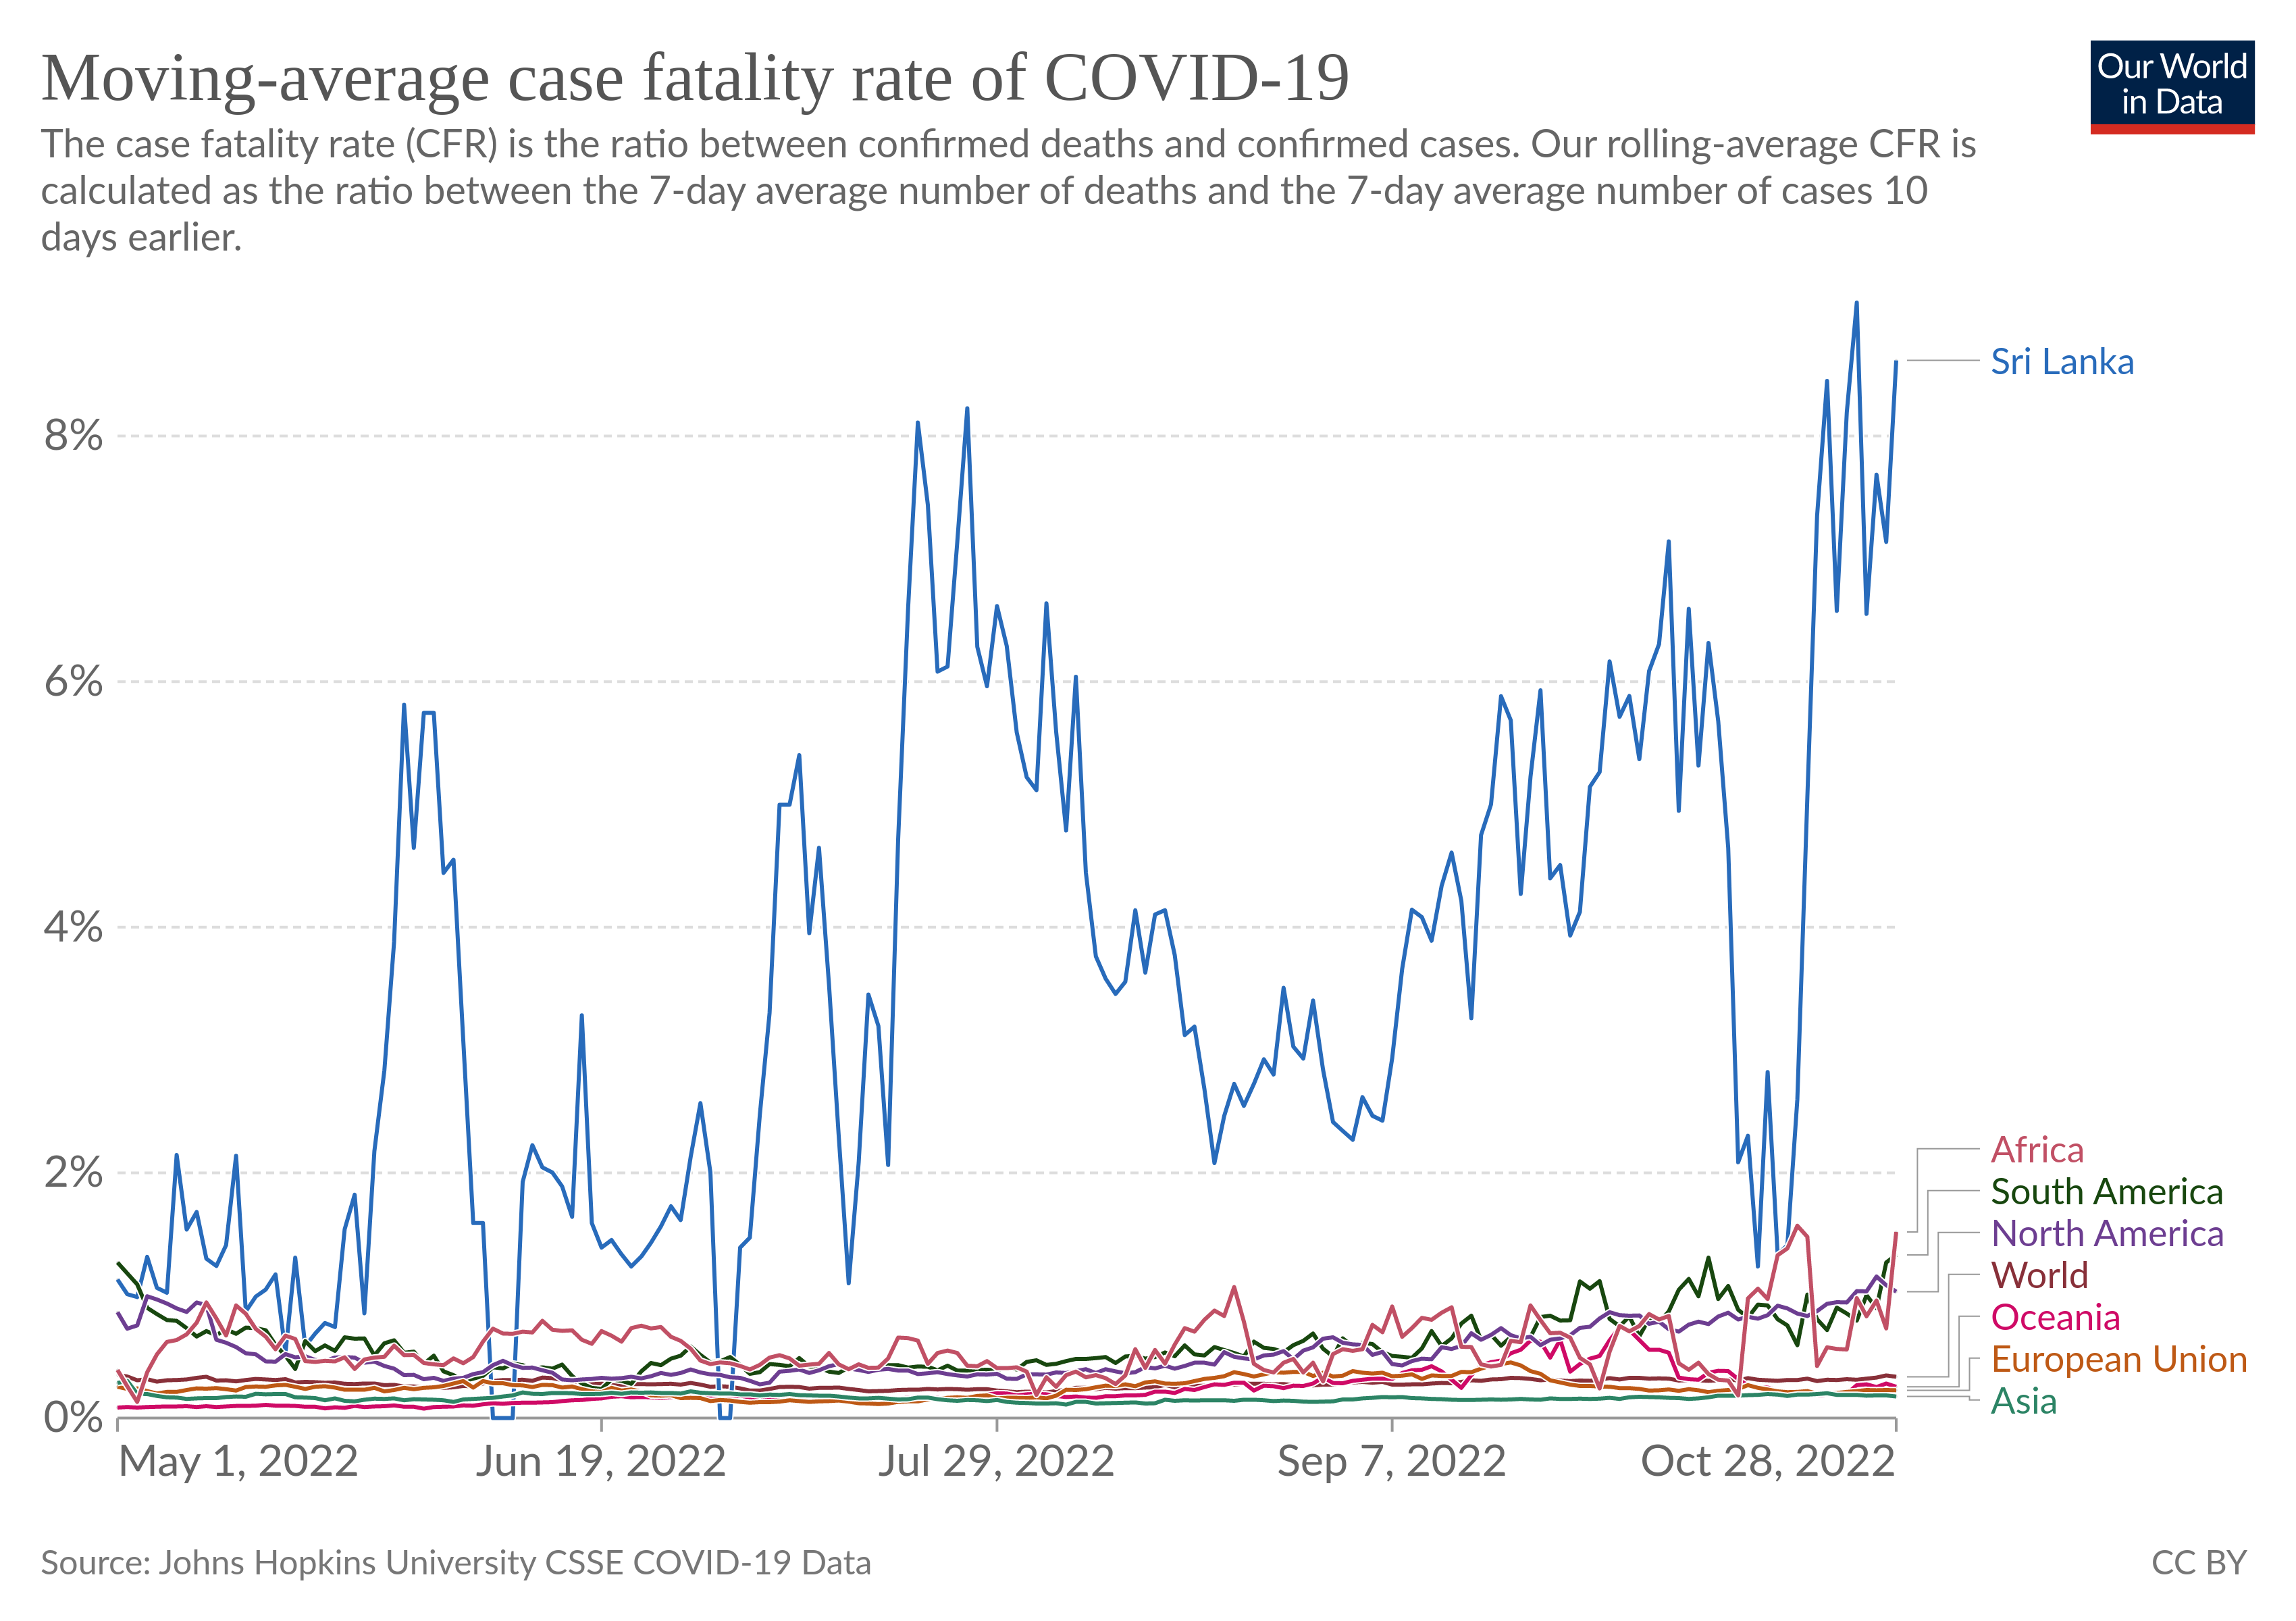 Moving-average case fatality rate of COVID-19
Our World
in Data
The case fatality rate (CFR) is the ratio between confirmed deaths and confirmed cases. Our rolling-average CFR is
calculated as the ratio between the 7-day average number of deaths and the 7-day average number of cases 10
days earlier.
8%
6%
4%
2%
0%
Sri Lanka
Africa
South America
North America
World
Oceania
European Union
Asia
May 1, 2022
Jun 19, 2022
Jul 29, 2022
Sep 7, 2022
Oct 28, 2022
Source: Johns Hopkins University CSSE COVID-19 Data
CC BY